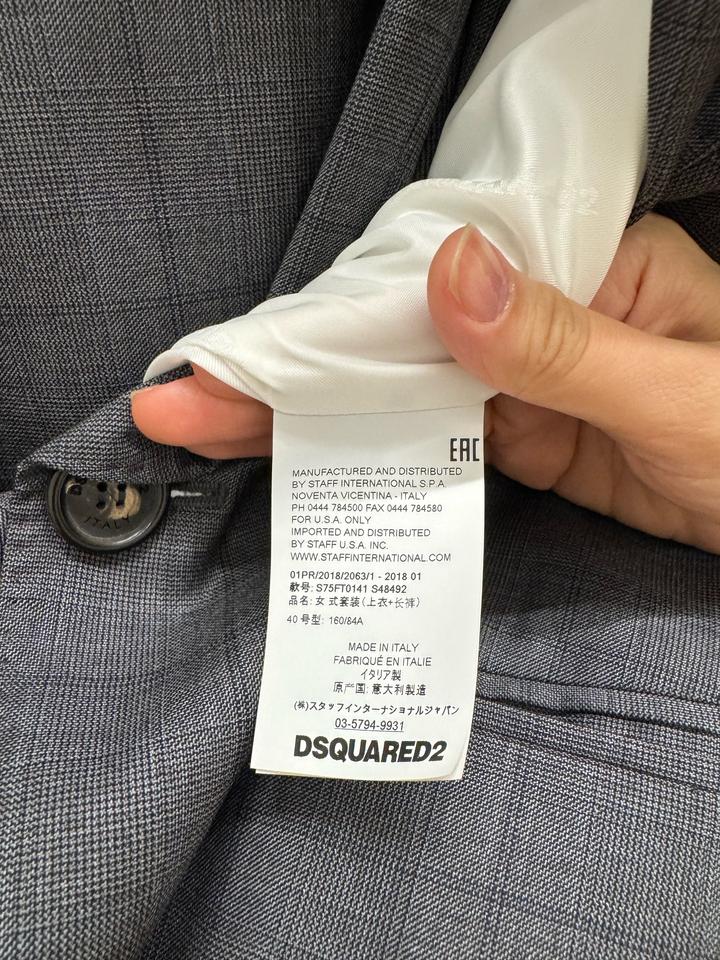 EAC
MANUFACTURED AND DISTRIBUTED
BY STAFF INTERNATIONAL S.P.A.
NOVENTA VICENTINA - ITALY
PH 0444 784500 FAX 0444 784580
FOR U.S.A. ONLY
IMPORTED AND DISTRIBUTED
BY STAFF U.S.A. INC.
WWW.STAFFINTERNATIONAL.COM
01PR/2018/2063/1 - 2018 01
款号: S75FT0141 S48492
品名: 女 式套装(上衣+长裤)
40 号型: 160/84A
MADE IN ITALY
FABRIQUÉ EN ITALIE
イタリア製
原产国: 意大利製造
(株)スタッフインターナショナルジャパン
03-5794-9931
DSQUARED2
ITALY